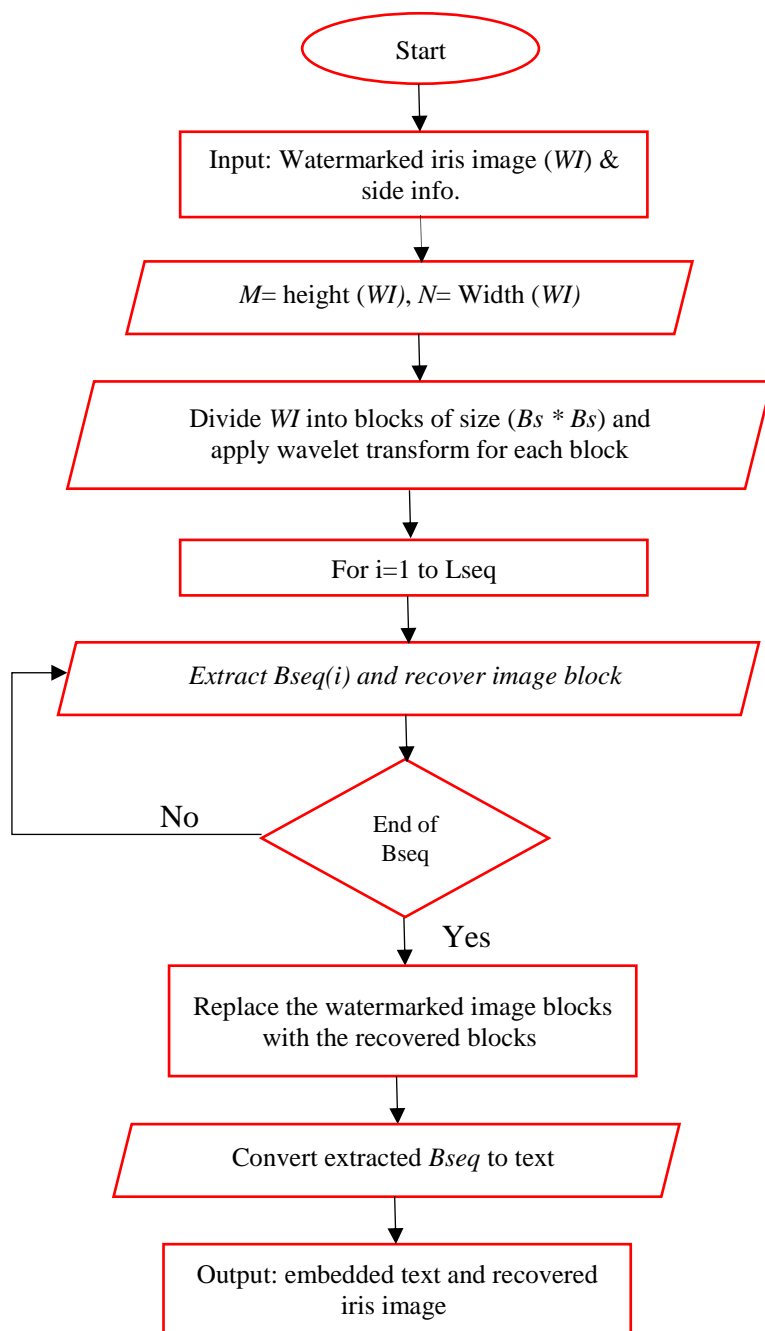 Start
Input: Watermarked iris image (WI) &
side info.
M= height (WI), N= Width (WI)
Divide WI into blocks of size (Bs * Bs) and
apply wavelet transform for each block
For i=1 to Lseq
Extract Bseq(i) and recover image block
No
End of
Bseq
Yes
Replace the watermarked image blocks
with the recovered blocks
Convert extracted Bseq to text
Output: embedded text and recovered
iris image